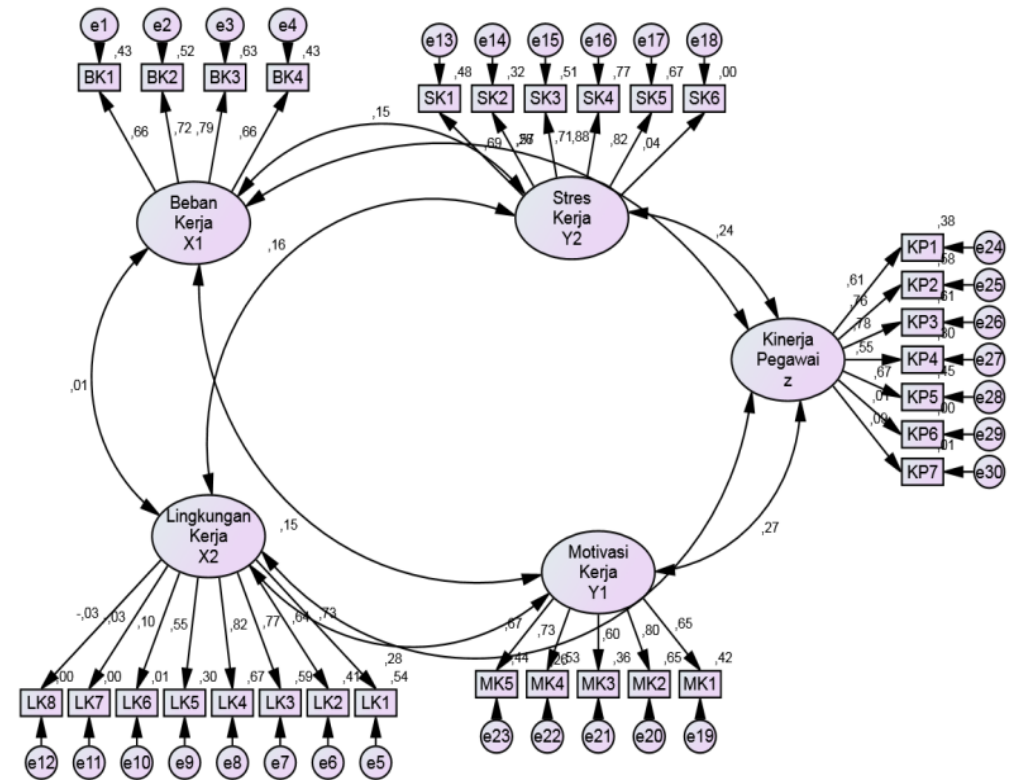 e1 e2 e3 e4
,43 ,52 ,63 ,43
BK1 BK2 BK3 BK4
,66 ,72 ,79 ,66
e13 e14 e15 e16 e17 e18
,48 ,32 ,51 ,77 ,67 ,00
SK1 SK2 SK3 SK4 SK5 SK6
,69 ,71 ,88 ,82 ,04
,15
Beban
Kerja
X1
Stres
Kerja
Y2
,16
,24
,38
KP1 e24
,58
KP2 e25
,61
KP3 e26
,30
KP4 e27
,45
KP5 e28
,00
KP6 e29
,01
KP7 e30
,61
,76
,78
,55
,67
,01
Kinerja
Pegawai
z
,01
,15
,27
Lingkungan
Kerja
X2
Motivasi
Kerja
Y1
-,03 ,03 ,10 ,55 ,82 ,77 ,64 ,73
,28
,67 ,73 ,60 ,80 ,65
,00 ,00 ,01 ,30 ,67 ,59 ,41 ,54
LK8 LK7 LK6 LK5 LK4 LK3 LK2 LK1
e12 e11 e10 e9 e8 e7 e6 e5
,44 ,53 ,36 ,65 ,42
MK5 MK4 MK3 MK2 MK1
e23 e22 e21 e20 e19